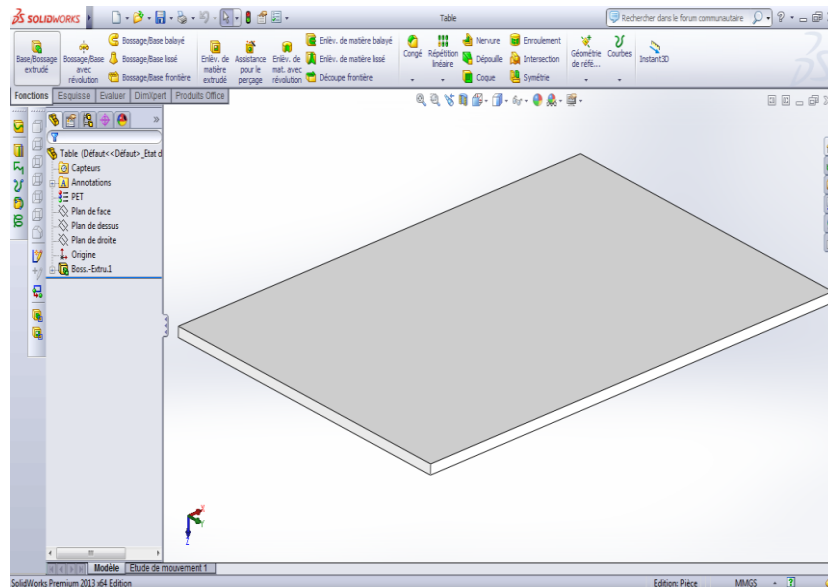 SOLIDWORKS
Table
Rechercher dans le forum communautaire
Base/Bossage extrudé
Bossage/Base avec révolution
Bossage/Base balayé
Bossage/Base lissé
Bossage/Base frontière
Enlèv. de matière extrudé
Assistance pour le perçage
Enlèv. de mat. avec révolution
Enlèv. de matière balayé
Enlèv. de matière lissé
Découpe frontière
Congé
Répétition linéaire
Nervure
Dépouille
Coque
Enroulement
Intersection
Symétrie
Géométrie de réfé...
Courbes
Instant3D
Fonctions Esquisse Evaluer DimXpert Produits Office
Table (Défaut<<Défaut>_Etat d
Capteurs
Annotations
PET
Plan de face
Plan de dessus
Plan de droite
Origine
Boss.-Extru.1
Modèle Etude de mouvement 1
SolidWorks Premium 2013 x64 Edition
Edition: Pièce
MMGS